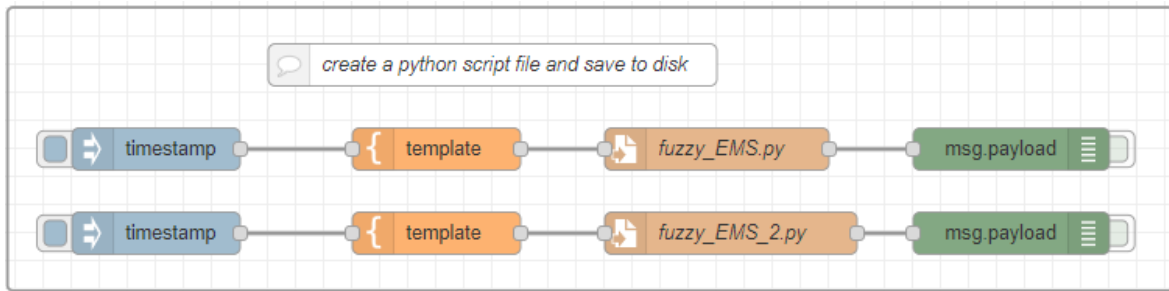 create a python script file and save to disk
timestamp template fuzzy_EMS.py msg.payload
timestamp template fuzzy_EMS_2.py msg.payload